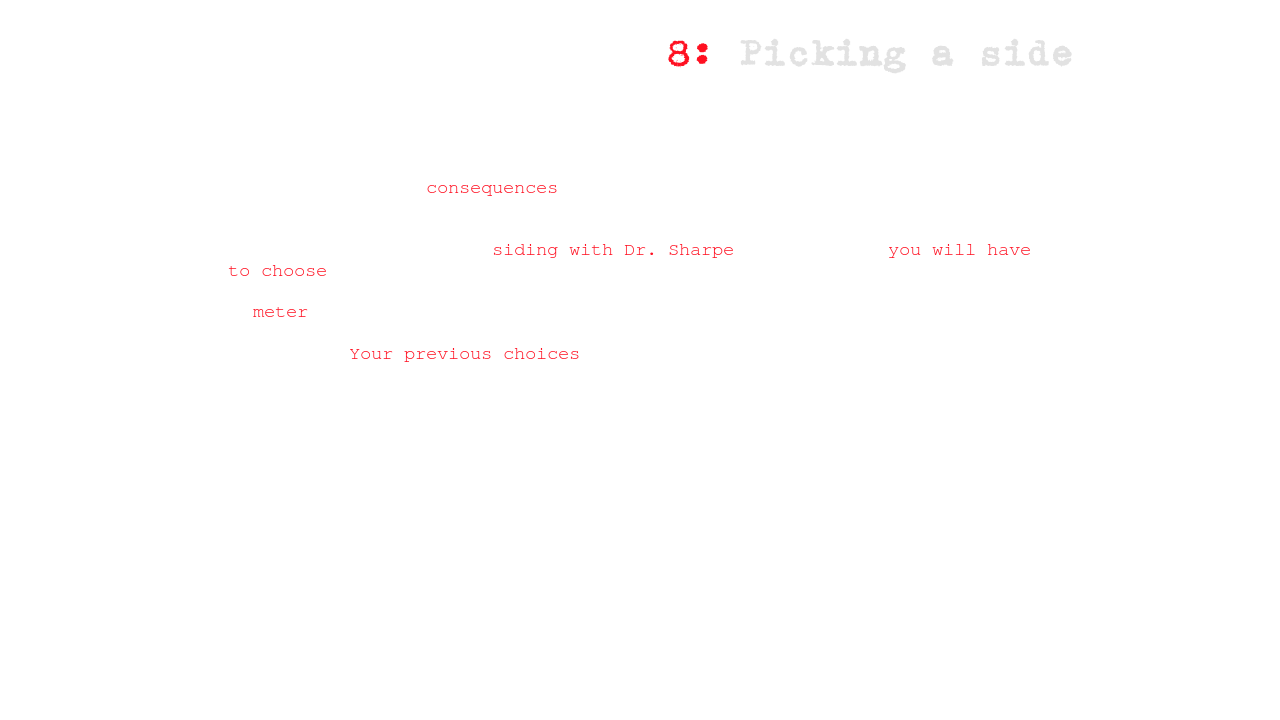 8: Picking a side
consequences
siding with Dr. Sharpe you will have
to choose
meter
Your previous choices